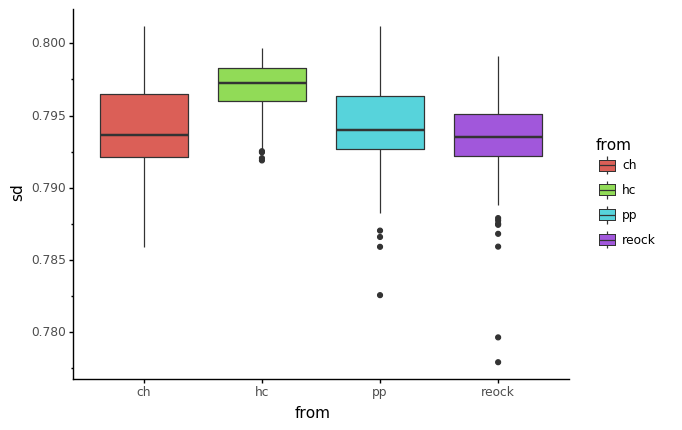 0.800
0.795
0.790
0.785
0.780
sd
ch hc pp reock
from
from
ch
hc
pp
reock